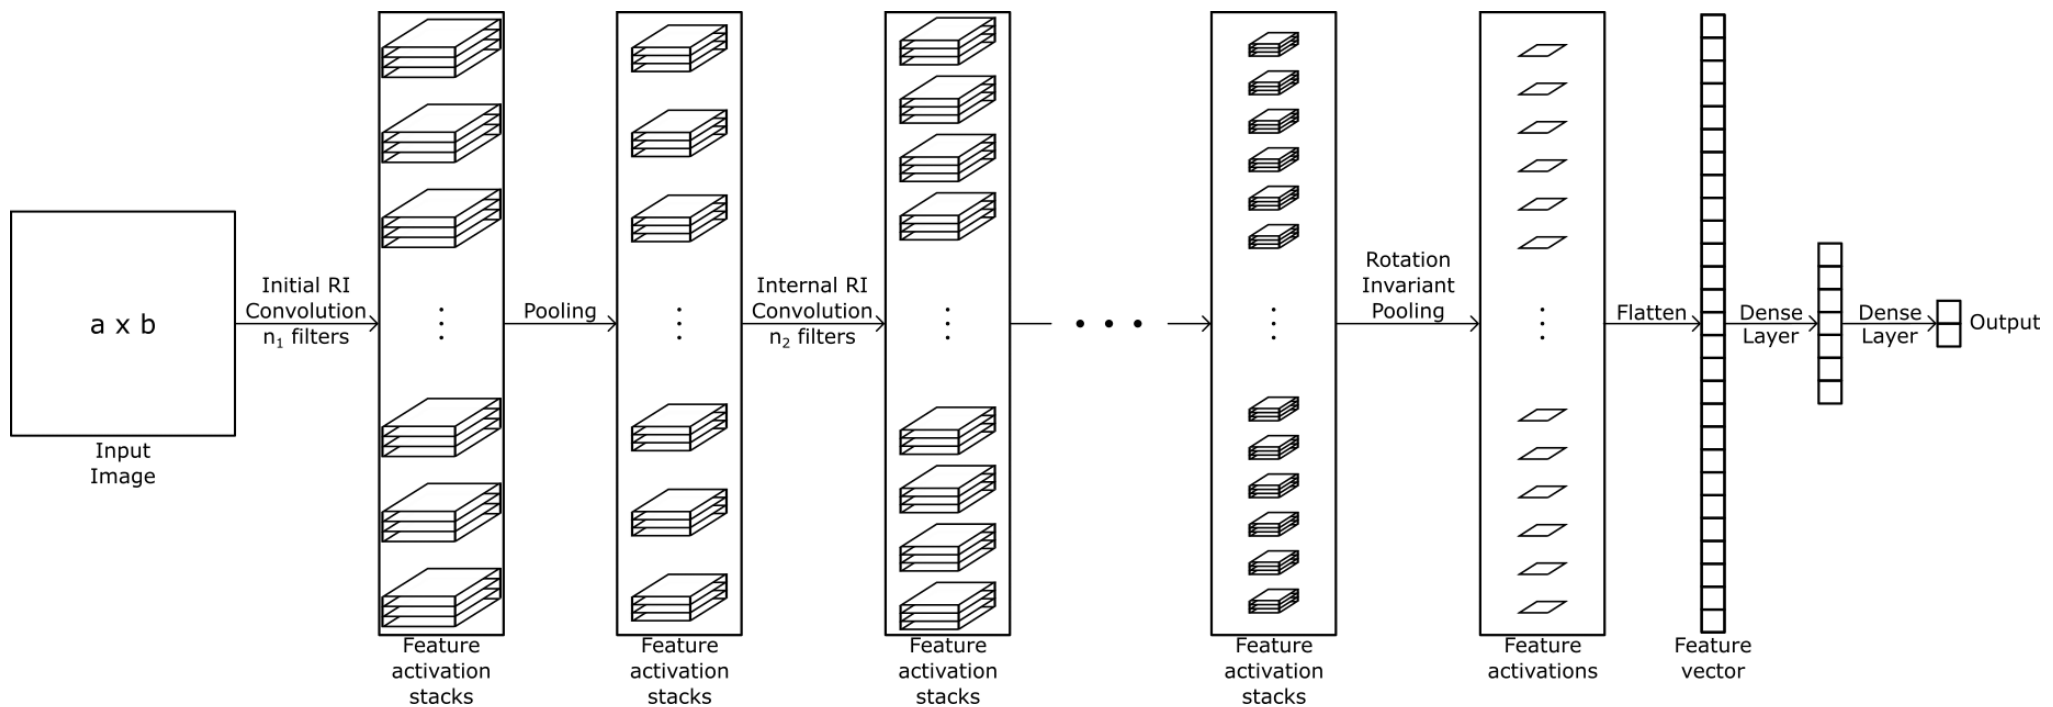 a x b
Input
Image
Initial RI
Convolution
n₁ filters
Feature
activation
stacks
Pooling
Feature
activation
stacks
Internal RI
Convolution
n₂ filters
Feature
activation
stacks
Feature
activation
stacks
Rotation
Invariant
Pooling
Feature
activations
Flatten
Feature
vector
Dense
Layer
Dense
Layer
Output